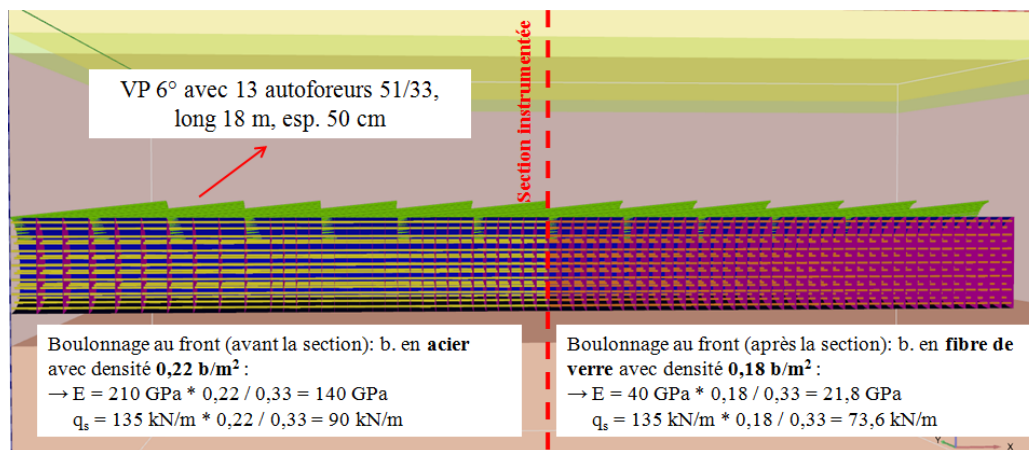 VP 6° avec 13 autoforeurs 51/33,
long 18 m, esp. 50 cm
Section instrumentée
Boulonnage au front (avant la section): b. en acier
avec densité 0,22 b/m² :
→ E = 210 GPa * 0,22 / 0,33 = 140 GPa
qs = 135 kN/m * 0,22 / 0,33 = 90 kN/m
Boulonnage au front (après la section): b. en fibre de
verre avec densité 0,18 b/m² :
→ E = 40 GPa * 0,18 / 0,33 = 21,8 GPa
qs = 135 kN/m * 0,18 / 0,33 = 73,6 kN/m
Y
X